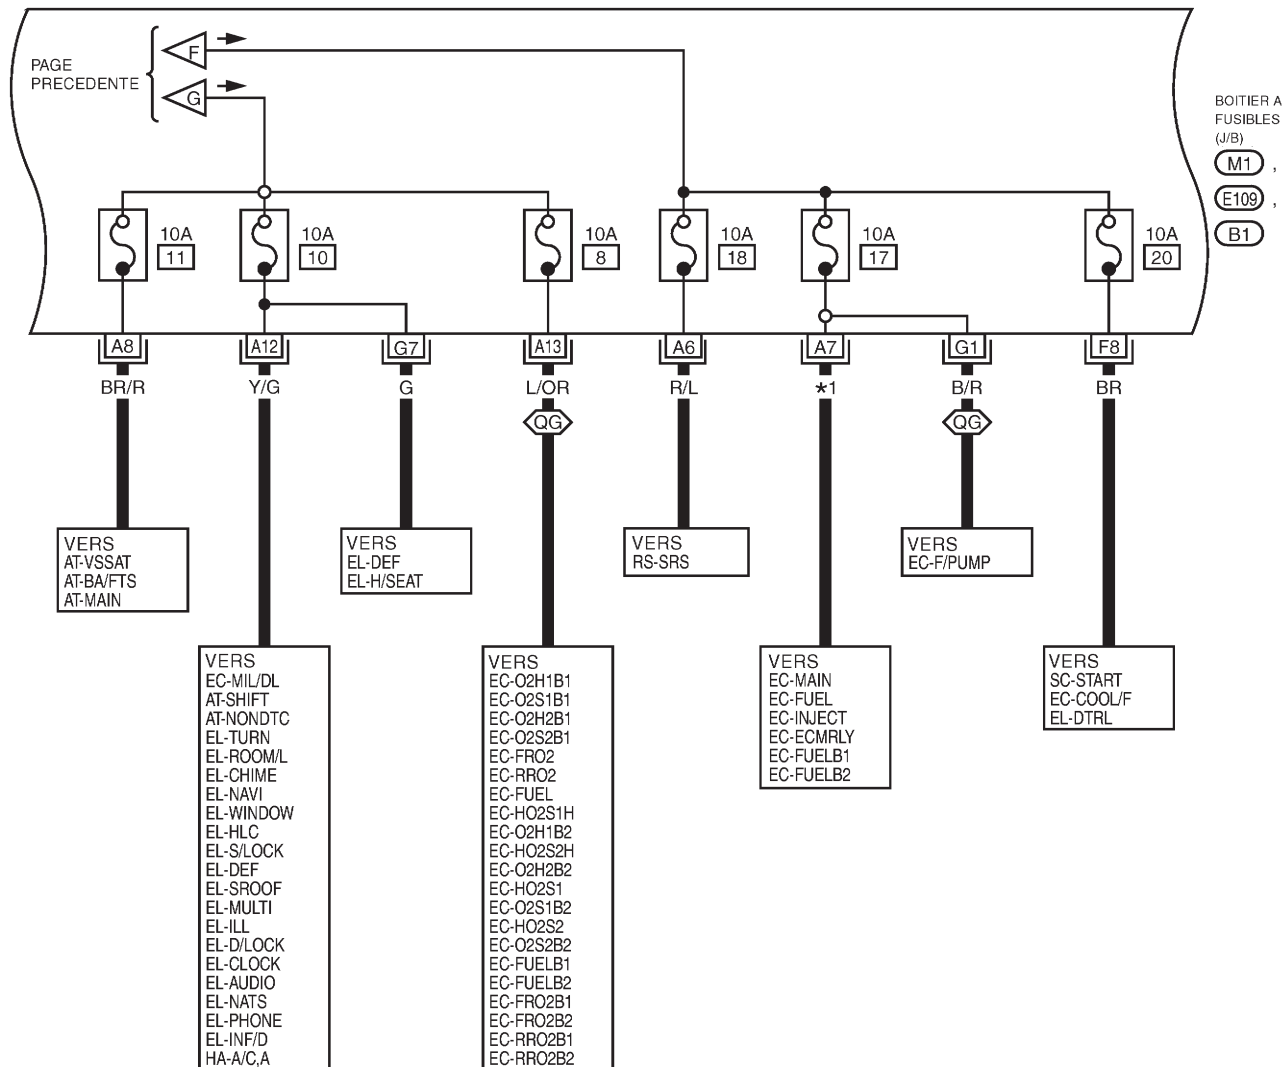 PAGE
PRECEDENTE
F
G
BOITIER A
FUSIBLES
(J/B)
M1 ,
E109 ,
B1
10A
11
10A
10
10A
8
10A
18
10A
17
10A
20
A8
A12
G7
A13
A6
A7
G1
F8
BR/R
Y/G
G
L/OR
R/L
★1
B/R
BR
QG
QG
VERS
AT-VSSAT
AT-BA/FTS
AT-MAIN
VERS
EL-DEF
EL-H/SEAT
VERS
RS-SRS
VERS
EC-F/PUMP
VERS
EC-MIL/DL
AT-SHIFT
AT-NONDTC
EL-TURN
EL-ROOM/L
EL-CHIME
EL-NAVI
EL-WINDOW
EL-HLC
EL-S/LOCK
EL-DEF
EL-SROOF
EL-MULTI
EL-ILL
EL-D/LOCK
EL-CLOCK
EL-AUDIO
EL-NATS
EL-PHONE
EL-INF/D
HA-A/C,A
VERS
EC-O2H1B1
EC-O2S1B1
EC-O2H2B1
EC-O2S2B1
EC-FRO2
EC-RRO2
EC-FUEL
EC-HO2S1H
EC-O2H1B2
EC-HO2S2H
EC-O2H2B2
EC-HO2S1
EC-O2S1B2
EC-HO2S2
EC-O2S2B2
EC-FUELB1
EC-FUELB2
EC-FRO2B1
EC-FRO2B2
EC-RRO2B1
EC-RRO2B2
VERS
EC-MAIN
EC-FUEL
EC-INJECT
EC-ECMRLY
EC-FUELB1
EC-FUELB2
VERS
SC-START
EC-COOL/F
EL-DTRL